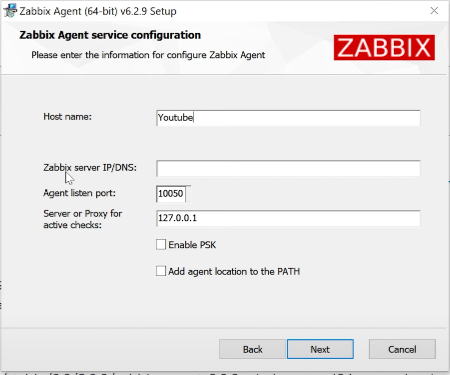 Zabbix Agent (64-bit) v6.2.9 Setup
Zabbix Agent service configuration
Please enter the information for configure Zabbix Agent
ZABBIX
Host name: Youtube
Zabbix server IP/DNS:
Agent listen port: 10050
Server or Proxy for
active checks: 127.0.0.1
Enable PSK
Add agent location to the PATH
Back Next Cancel